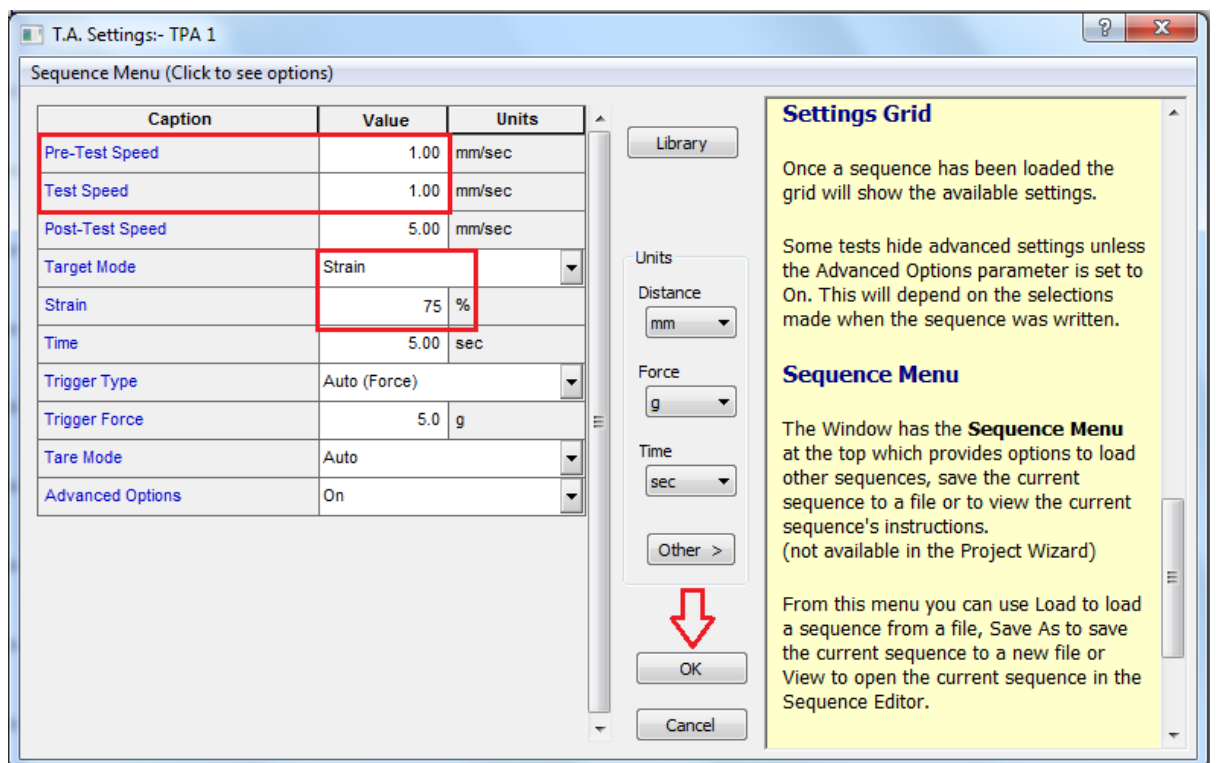 T.A. Settings:- TPA 1
?
X
Sequence Menu (Click to see options)
Caption Value Units
Pre-Test Speed 1.00 mm/sec
Test Speed 1.00 mm/sec
Post-Test Speed 5.00 mm/sec
Target Mode Strain
Strain 75 %
Time 5.00 sec
Trigger Type Auto (Force)
Trigger Force 5.0 g
Tare Mode Auto
Advanced Options On
Library
Units
Distance
mm
Force
g
Time
sec
Other >
OK
Cancel
Settings Grid
Once a sequence has been loaded the
grid will show the available settings.
Some tests hide advanced settings unless
the Advanced Options parameter is set to
On. This will depend on the selections
made when the sequence was written.
Sequence Menu
The Window has the Sequence Menu
at the top which provides options to load
other sequences, save the current
sequence to a file or to view the current
sequence's instructions.
(not available in the Project Wizard)
From this menu you can use Load to load
a sequence from a file, Save As to save
the current sequence to a new file or
View to open the current sequence in the
Sequence Editor.